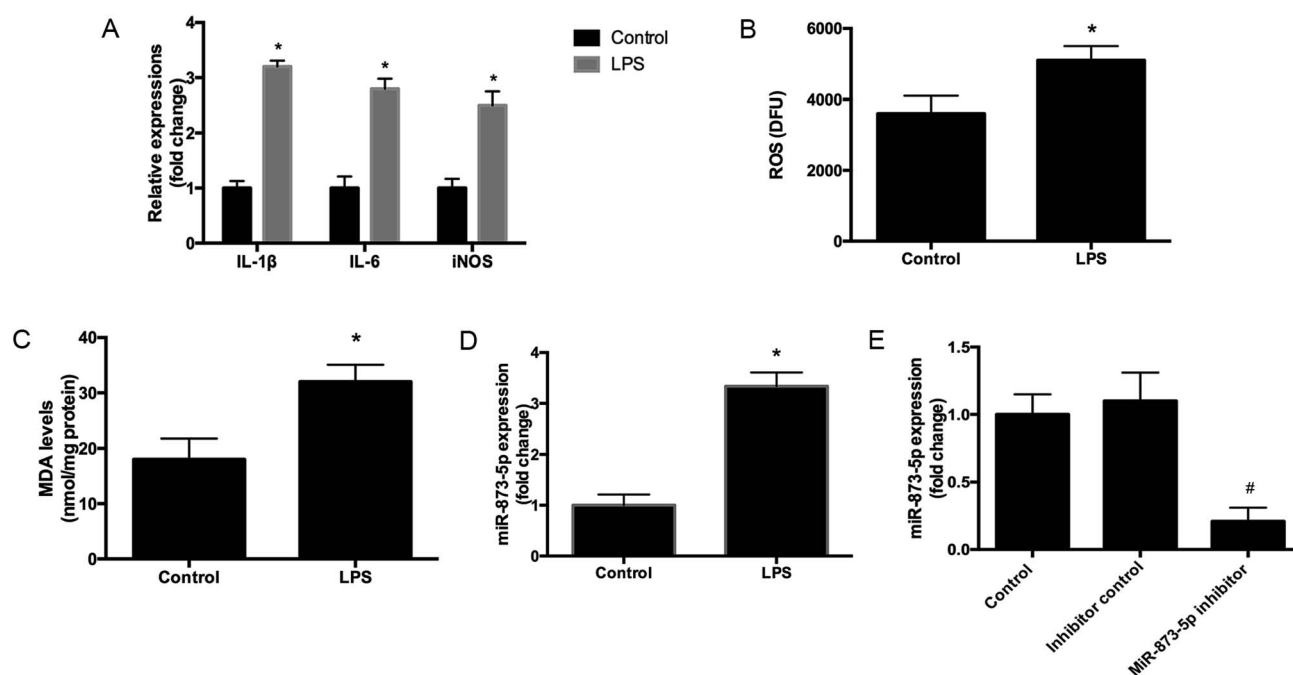 A
Relative expressions
(fold change)
4
3
2
1
0
*
*
*
IL-1β
IL-6
iNOS
Control
LPS
B
ROS (DFU)
6000
4000
2000
0
*
Control
LPS
C
MDA levels
(nmol/mg protein)
40
30
20
10
0
*
Control
LPS
D
miR-873-5p expression
(fold change)
4
3
2
1
0
*
Control
LPS
E
miR-873-5p expression
(fold change)
1.5
1.0
0.5
0.0
#
Control
Inhibitor control
MiR-873-5p inhibitor